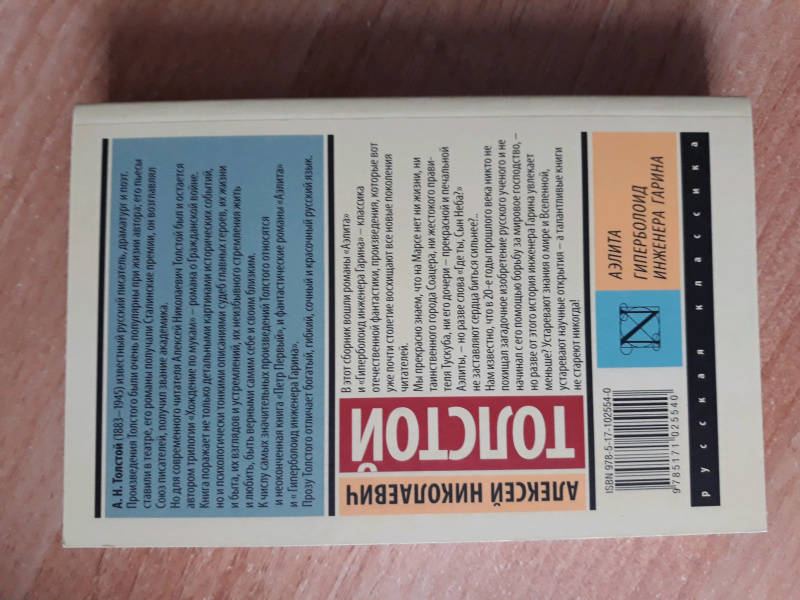 А. Н. Толстой (1883–1945) известный русский писатель, драматург и поэт.
Произведения Толстого были очень популярны при жизни автора; его пьесы
ставили в театре, его романы получали Сталинские премии, он возглавлял
Союз писателей, получил звание академика.
Но для современного читателя Алексей Николаевич Толстой был и остается
автором трилогии «Хождение по мукам» – романа о Гражданской войне.
Книга поражает не только детальными картинами исторических событий,
но и психологически тонкими описаниями судеб главных героев, их жизни
и быта, их взглядов и устремлений, их неизбывного стремления жить
и любить, быть верными самим себе и своим близким.
К числу самых значительных произведений Толстого относятся
и неоконченная книга «Петр Первый», и фантастические романы «Аэлита»
и «Гиперболоид инженера Гарина».
Прозу Толстого отличает богатый, гибкий, сочный и красочный русский язык.
АЛЕКСЕЙ НИКОЛАЕВИЧ
ТОЛСТОЙ
В этот сборник вошли романы «Аэлита»
и «Гиперболоид инженера Гарина» – классика
отечественной фантастики, произведения, которые вот
уже почти столетие восхищают все новые поколения
читателей.
Мы прекрасно знаем, что на Марсе нет ни жизни, ни
таинственного города Соацера, ни жестокого прави-
теля Тускуба, ни его дочери – прекрасной и печальной
Аэлиты, – но разве слова «Где ты, Сын Неба?»
не заставляют сердца биться сильнее?..
Нам известно, что в 20-е годы прошлого века никто не
похищал загадочное изобретение русского ученого и не
начинал с его помощью борьбу за мировое господство, –
но разве от этого история инженера Гарина увлекает
меньше? Устаревают знания о мире и Вселенной,
устаревают научные открытия – а талантливые книги
не стареют никогда!
АЭЛИТА
ГИПЕРБОЛОИД
ИНЖЕНЕРА ГАРИНА
ISBN 978-5-17-102554-0
9 785171 025540
русская классика